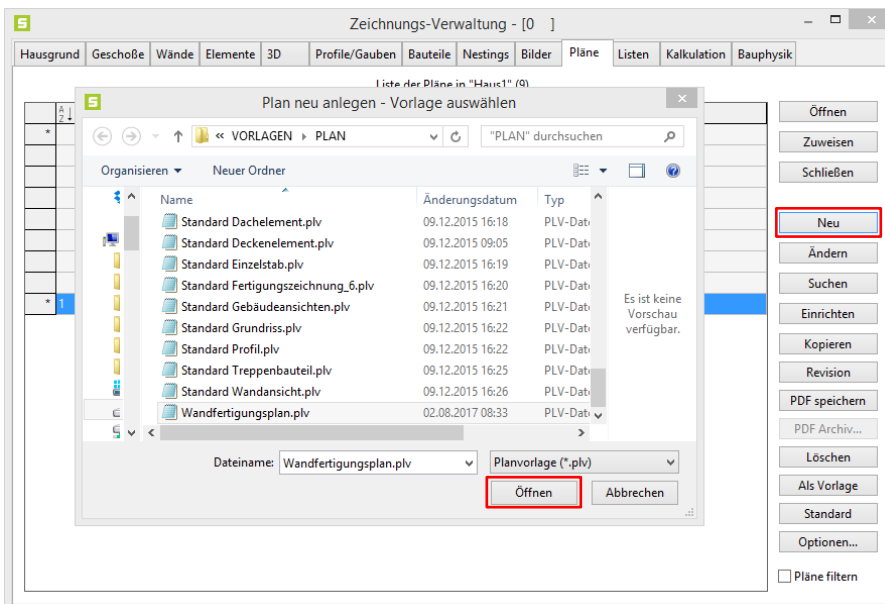 Zeichnungs-Verwaltung - [0 ]
Hausgrund Geschoße Wände Elemente 3D Profile/Gauben Bauteile Nestings Bilder Pläne Listen Kalkulation Bauphysik
Liste der Pläne in "Haus1" (9)
Plan neu anlegen - Vorlage auswählen
« VORLAGEN PLAN
"PLAN" durchsuchen
Organisieren Neuer Ordner
Name Änderungsdatum Typ
Standard Dachelement.plv 09.12.2015 16:18 PLV-Date
Standard Deckenelement.plv 09.12.2015 09:05 PLV-Date
Standard Einzelstab.plv 09.12.2015 16:19 PLV-Date
Standard Fertigungszeichnung_6.plv 09.12.2015 16:20 PLV-Date
Standard Gebäudeansichten.plv 09.12.2015 16:21 PLV-Date
Standard Grundriss.plv 09.12.2015 16:22 PLV-Date
Standard Profil.plv 09.12.2015 16:22 PLV-Date
Standard Treppenbauteil.plv 09.12.2015 16:25 PLV-Date
Standard Wandansicht.plv 09.12.2015 16:26 PLV-Date
Wandfertigungsplan.plv 02.08.2017 08:33 PLV-Date
Es ist keine
Vorschau
verfügbar.
Dateiname: Wandfertigungsplan.plv Planvorlage (*.plv)
Öffnen Abbrechen
* 
* 1
Öffnen
Zuweisen
Schließen
Neu
Ändern
Suchen
Einrichten
Kopieren
Revision
PDF speichern
PDF Archiv...
Löschen
Als Vorlage
Standard
Optionen...
Pläne filtern